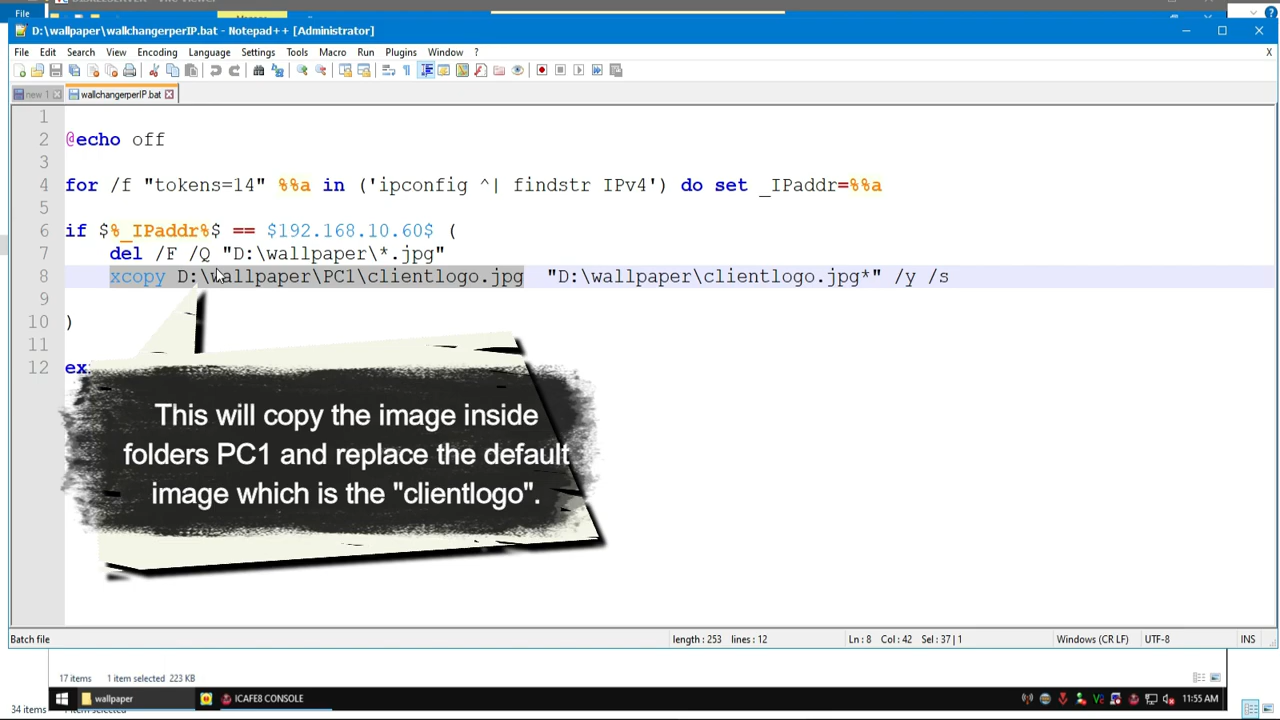 File
D:\wallpaper\wallchangerperIP.bat - Notepad++ [Administrator]
File Edit Search View Encoding Language Settings Tools Macro Run Plugins Window ?
X
new 1 wallchangerperIP.bat
1
2 @echo off
3
4 for /f "tokens=14" %%a in ('ipconfig ^| findstr IPv4') do set _IPaddr=%%a
5
6 if $%_IPaddr%$ == $192.168.10.60$ (
7 del /F /Q "D:\wallpaper\*.jpg"
8 xcopy D:\wallpaper\PC1\clientlogo.jpg "D:\wallpaper\clientlogo.jpg*" /y /s
9
10 )
11
12 ex
This will copy the image inside
folders PC1 and replace the default
image which is the "clientlogo".
Batch file length : 253 lines : 12 Ln : 8 Col : 42 Sel : 37 | 1 Windows (CR LF) UTF-8 INS
17 items 1 item selected 223 KB
wallpaper ICAFE8 CONSOLE 11:55 AM
34 items